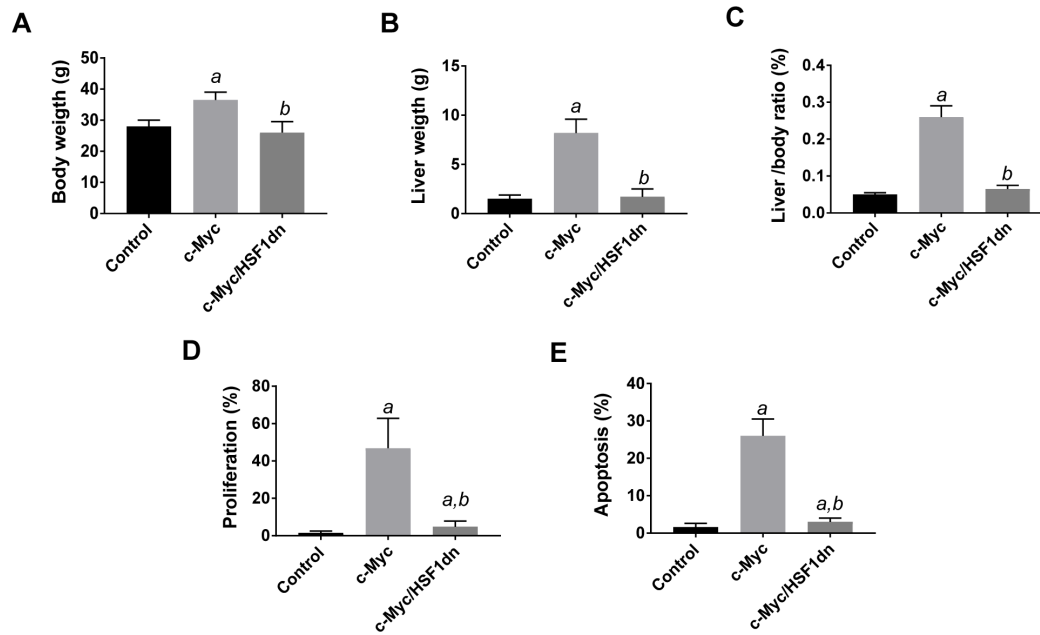 A
Body weigth (g)
50
40
30
20
10
0
a
b
Control
c-Myc
c-Myc/HSF1dn
B
Liver weigth (g)
15
10
5
0
a
b
Control
c-Myc
c-Myc/HSF1dn
C
Liver /body ratio (%)
0.4
0.3
0.2
0.1
0.0
a
b
Control
c-Myc
c-Myc/HSF1dn
D
Proliferation (%)
80
60
40
20
0
a
a,b
Control
c-Myc
c-Myc/HSF1dn
E
Apoptosis (%)
40
30
20
10
0
a
a,b
Control
c-Myc
c-Myc/HSF1dn